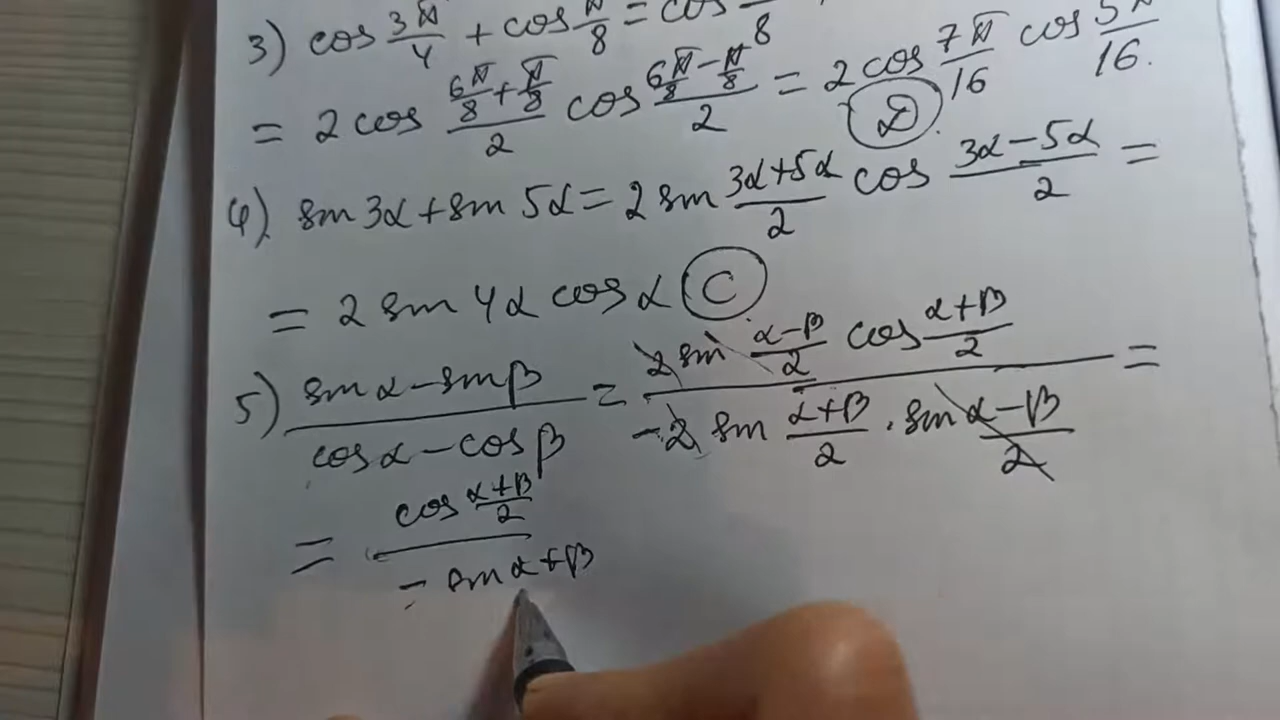 3) cos 3π/4 + cos π/8 = cos /8
= 2 cos (6π/8 + π/8)/2 cos (6π/8 - π/8)/2 = 2 cos 7π/16 cos 5π/16.
D
4) sin 3α + sin 5α = 2 sin (3α + 5α)/2 cos (3α - 5α)/2 =
= 2 sin 4α cos α C
5) (sin α - sin β)/(cos α - cos β) = (2 sin (α - β)/2 cos (α + β)/2)/(-2 sin (α + β)/2 · sin (α - β)/2) =
= (cos (α + β)/2)/(- sin α + β)